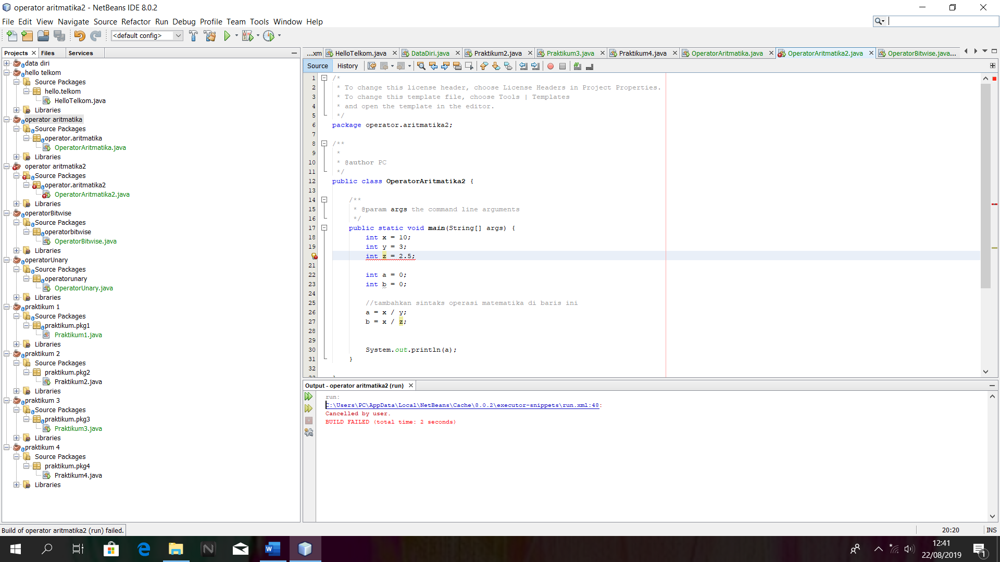 operator aritmatika2 - NetBeans IDE 8.0.2
File Edit View Navigate Source Refactor Run Debug Profile Team Tools Window Help
<default config>
Projects Files Services
data diri
hello telkom
Source Packages
hello.telkom
HelloTelkom.java
Libraries
operator aritmatika
Source Packages
operator.aritmatika
OperatorAritmatika.java
Libraries
operator aritmatika2
Source Packages
operator.aritmatika2
OperatorAritmatika2.java
Libraries
operatorBitwise
Source Packages
operatorbitwise
OperatorBitwise.java
Libraries
operatorUnary
Source Packages
operatorunary
OperatorUnary.java
Libraries
praktikum 1
Source Packages
praktikum.pkg1
Praktikum1.java
Libraries
praktikum 2
Source Packages
praktikum.pkg2
Praktikum2.java
Libraries
praktikum 3
Source Packages
praktikum.pkg3
Praktikum3.java
Libraries
praktikum 4
Source Packages
praktikum.pkg4
Praktikum4.java
Libraries
...xm HelloTelkom.java DataDiri.java Praktikum2.java Praktikum3.java Praktikum4.java OperatorAritmatika.java OperatorAritmatika2.java OperatorBitwise.java...
Source History
1 /*
2 * To change this license header, choose License Headers in Project Properties.
3 * To change this template file, choose Tools | Templates
4 * and open the template in the editor.
5 */
6 package operator.aritmatika2;
7
8 /**
9 *
10 * @author PC
11 */
12 public class OperatorAritmatika2 {
13
14 /**
15 * @param args the command line arguments
16 */
17 public static void main(String[] args) {
18 int x = 10;
19 int y = 3;
int z = 2.5;
21
22 int a = 0;
23 int b = 0;
24
25 //tambahkan sintaks operasi matematika di baris ini
26 a = x / y;
27 b = x / z;
28
29
30 System.out.println(a);
31 }
32
Output - operator aritmatika2 (run)
run:
C:\Users\PC\AppData\Local\NetBeans\Cache\8.0.2\executor-snippets\run.xml:48:
Cancelled by user.
BUILD FAILED (total time: 2 seconds)
Build of operator aritmatika2 (run) failed.
20:20 INS
12:41
22/08/2019
1